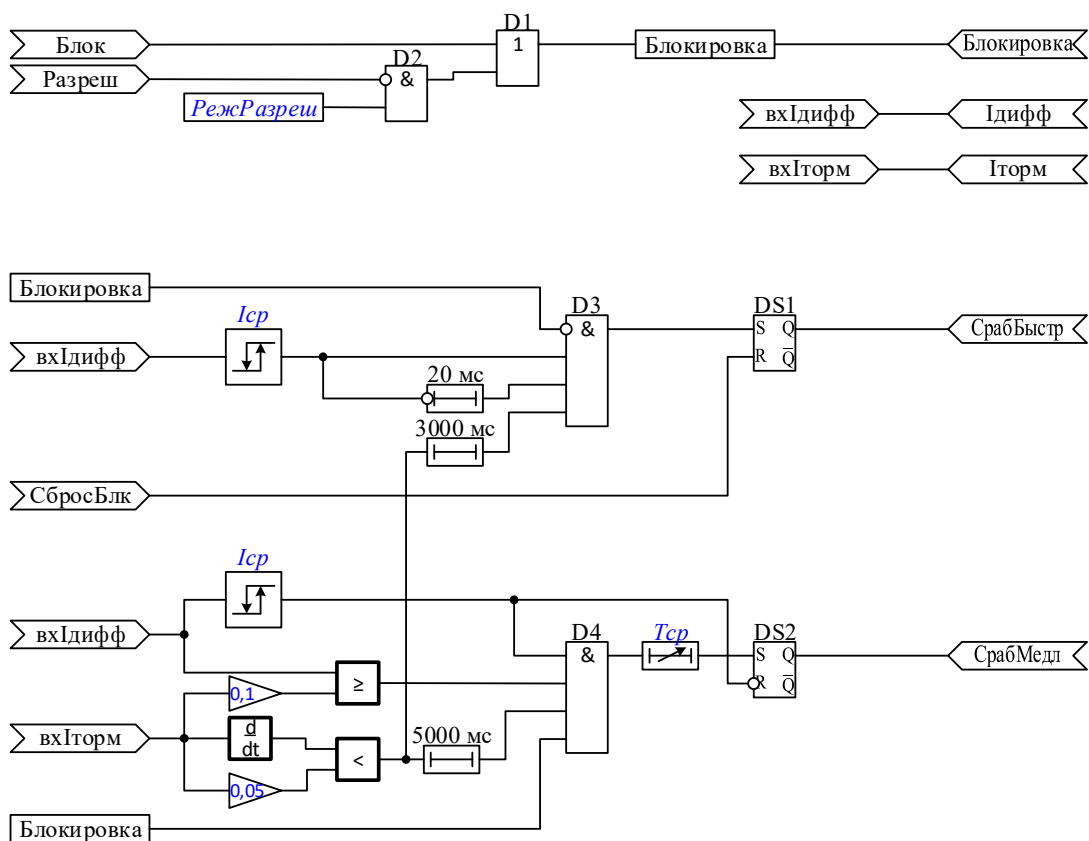 D1
Блок
1
Блокировка
Блокировка
D2
Разреш
&
РежРазреш
вхIдифф
Iдифф
вхIторм
Iторм
Блокировка
Iср
D3
DS1
&
S Q
СрабБыстр
вхIдифф
R Q̅
20 мс
3000 мс
СбросБлк
Iср
вхIдифф
D4
Tср
DS2
&
S Q
СрабМедл
R Q̅
≥
0,1
вхIторм
d
dt
5000 мс
<
0,05
Блокировка